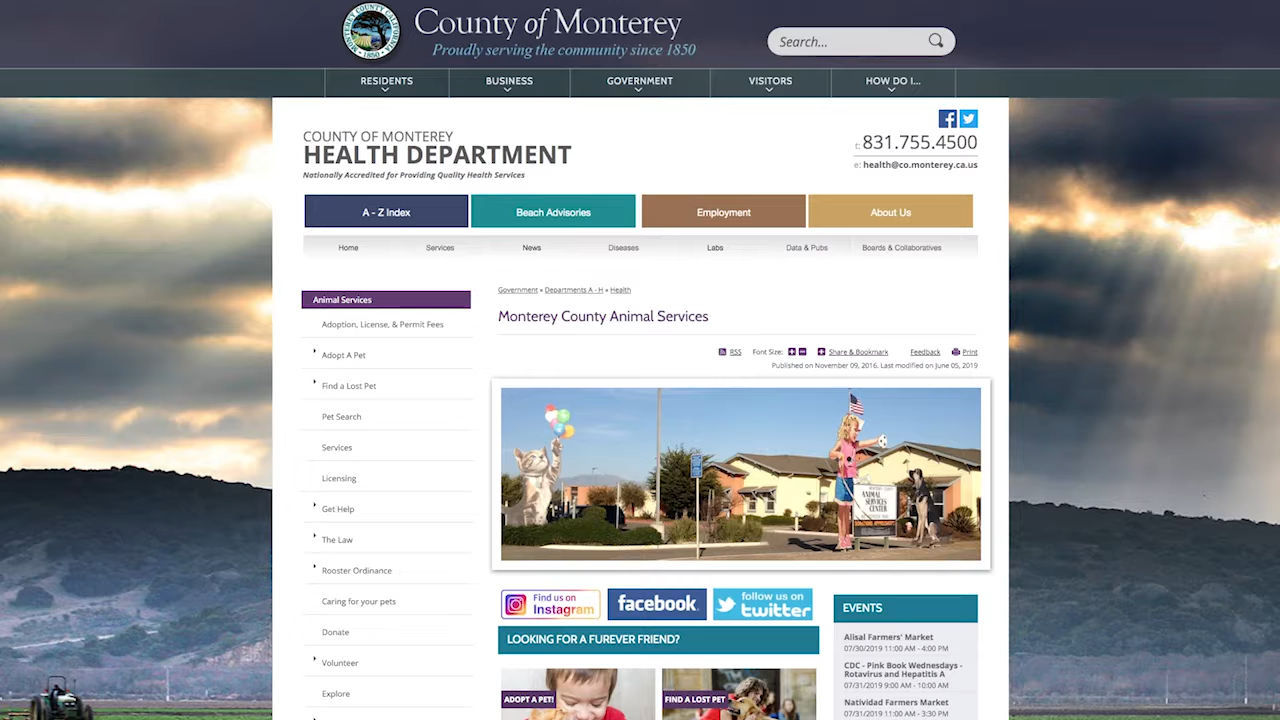 County of Monterey
Proudly serving the community since 1850
Search...
RESIDENTS
BUSINESS
GOVERNMENT
VISITORS
HOW DO I...
COUNTY OF MONTEREY
HEALTH DEPARTMENT
Nationally Accredited for Providing Quality Health Services
t: 831.755.4500
e: health@co.monterey.ca.us
A - Z Index
Beach Advisories
Employment
About Us
Home
Services
News
Diseases
Labs
Data & Pubs
Boards & Collaboratives
Animal Services
Adoption, License, & Permit Fees
Adopt A Pet
Find a Lost Pet
Pet Search
Services
Licensing
Get Help
The Law
Rooster Ordinance
Caring for your pets
Donate
Volunteer
Explore
Government » Departments A - H » Health
Monterey County Animal Services
RSS
Font Size:
Share & Bookmark
Feedback
Print
Published on November 09, 2016, Last modified on June 05, 2019
ANIMAL
SERVICES
CENTER
Find us on
Instagram
facebook
follow us on
twitter
LOOKING FOR A FUREVER FRIEND?
ADOPT A PET!
FIND A LOST PET
EVENTS
Alisal Farmers' Market
07/30/2019 11:00 AM - 4:00 PM
CDC - Pink Book Wednesdays -
Rotavirus and Hepatitis A
07/31/2019 9:00 AM - 10:00 AM
Natividad Farmers Market
07/31/2019 11:00 AM - 3:30 PM